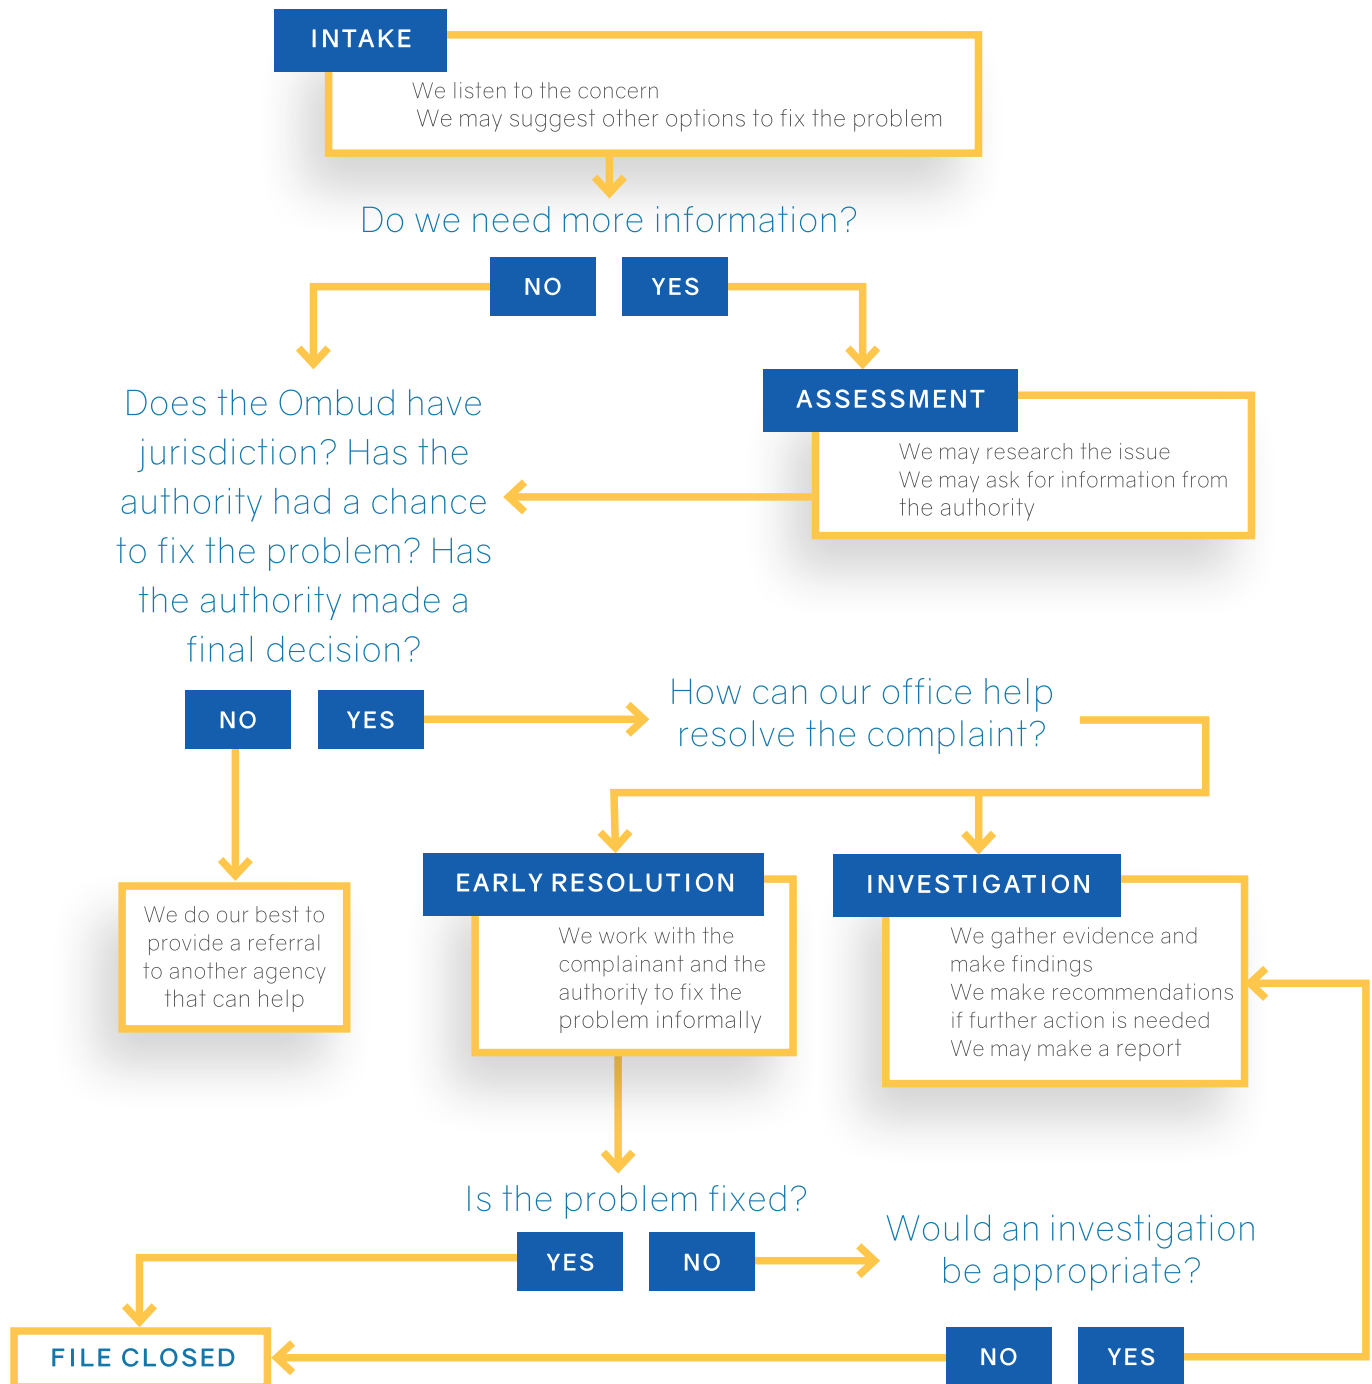 INTAKE
We listen to the concern
We may suggest other options to fix the problem
Do we need more information?
NO
YES
ASSESSMENT
We may research the issue
We may ask for information from
the authority
Does the Ombud have
jurisdiction? Has the
authority had a chance
to fix the problem? Has
the authority made a
final decision?
NO
YES
How can our office help
resolve the complaint?
We do our best to
provide a referral
to another agency
that can help
EARLY RESOLUTION
We work with the
complainant and the
authority to fix the
problem informally
INVESTIGATION
We gather evidence and
make findings
We make recommendations
if further action is needed
We may make a report
Is the problem fixed?
YES
NO
Would an investigation
be appropriate?
NO
YES
FILE CLOSED